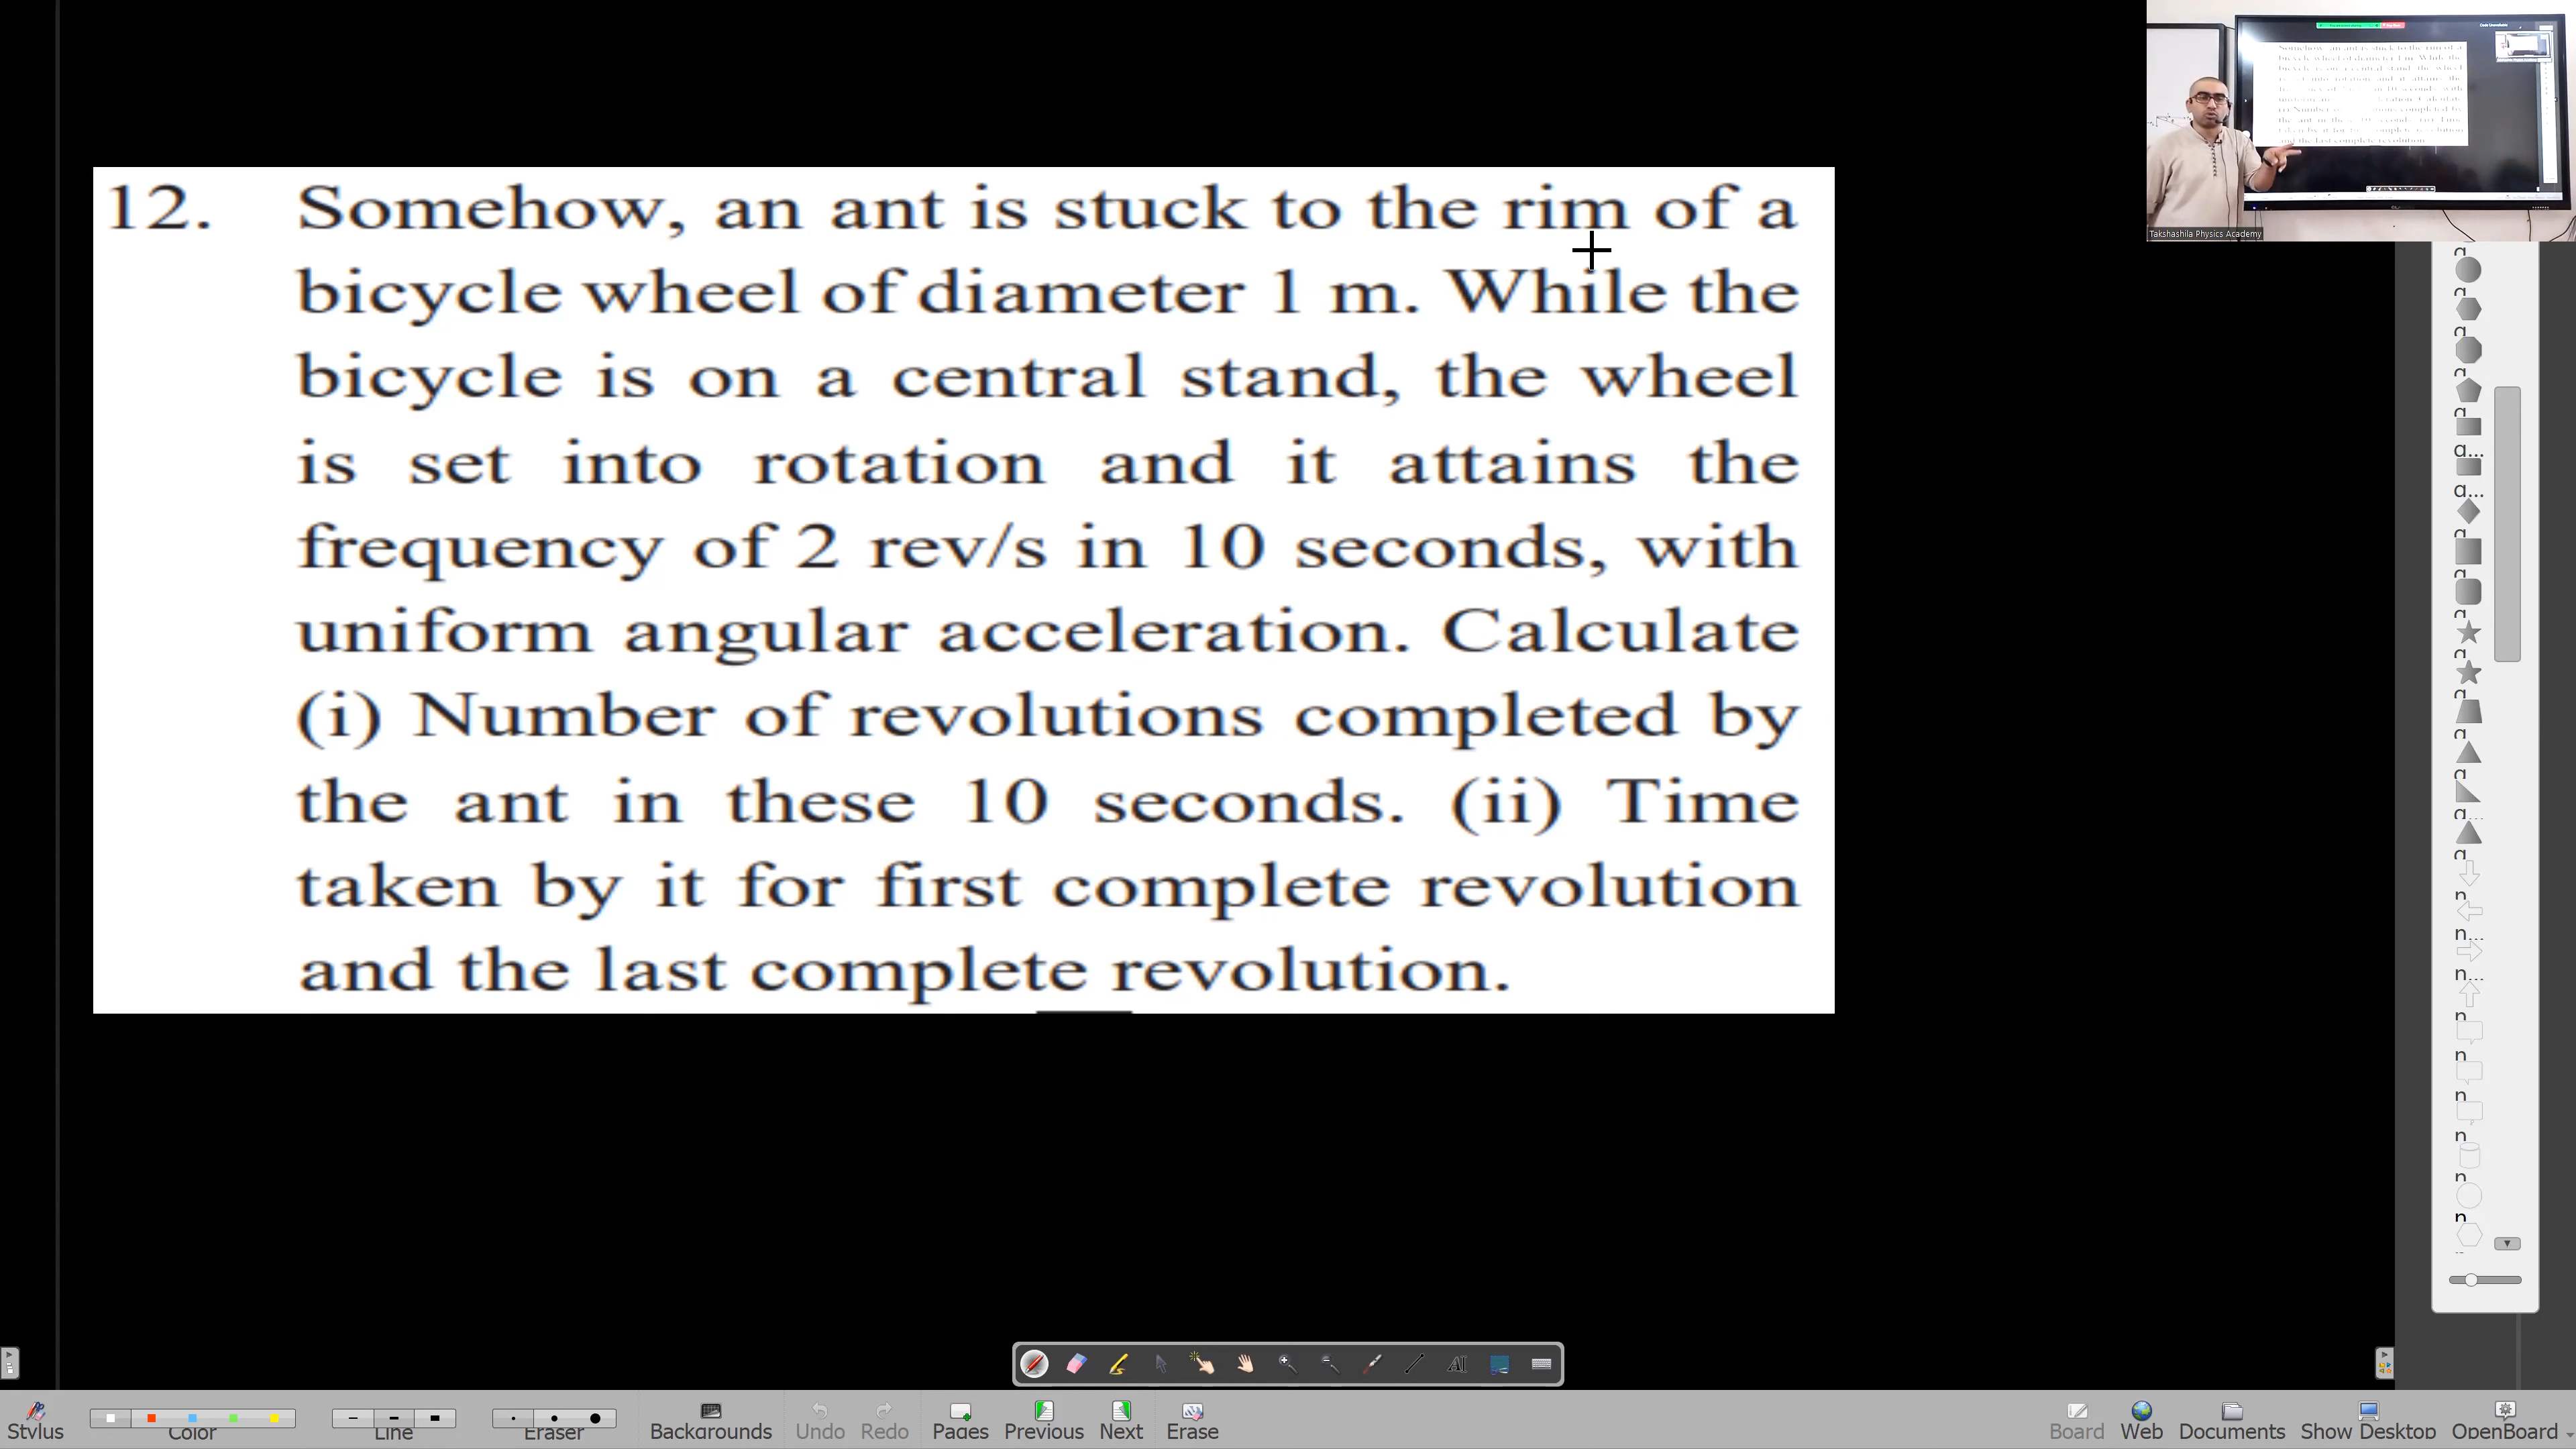 12. Somehow, an ant is stuck to the rim of a
bicycle wheel of diameter 1 m. While the
bicycle is on a central stand, the wheel
is set into rotation and it attains the
frequency of 2 rev/s in 10 seconds, with
uniform angular acceleration. Calculate
(i) Number of revolutions completed by
the ant in these 10 seconds. (ii) Time
taken by it for first complete revolution
and the last complete revolution.
Takshashila Physics Academy
Stylus
Color
Line
Eraser
Backgrounds
Undo
Redo
Pages
Previous
Next
Erase
Board
Web
Documents
Show Desktop
OpenBoard